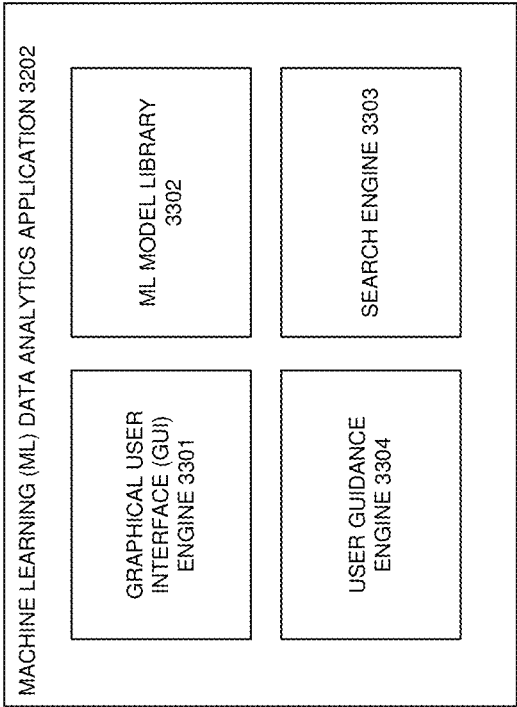 MACHINE LEARNING (ML) DATA ANALYTICS APPLICATION 3202
GRAPHICAL USER
INTERFACE (GUI)
ENGINE 3301
ML MODEL LIBRARY
3302
USER GUIDANCE
ENGINE 3304
SEARCH ENGINE 3303